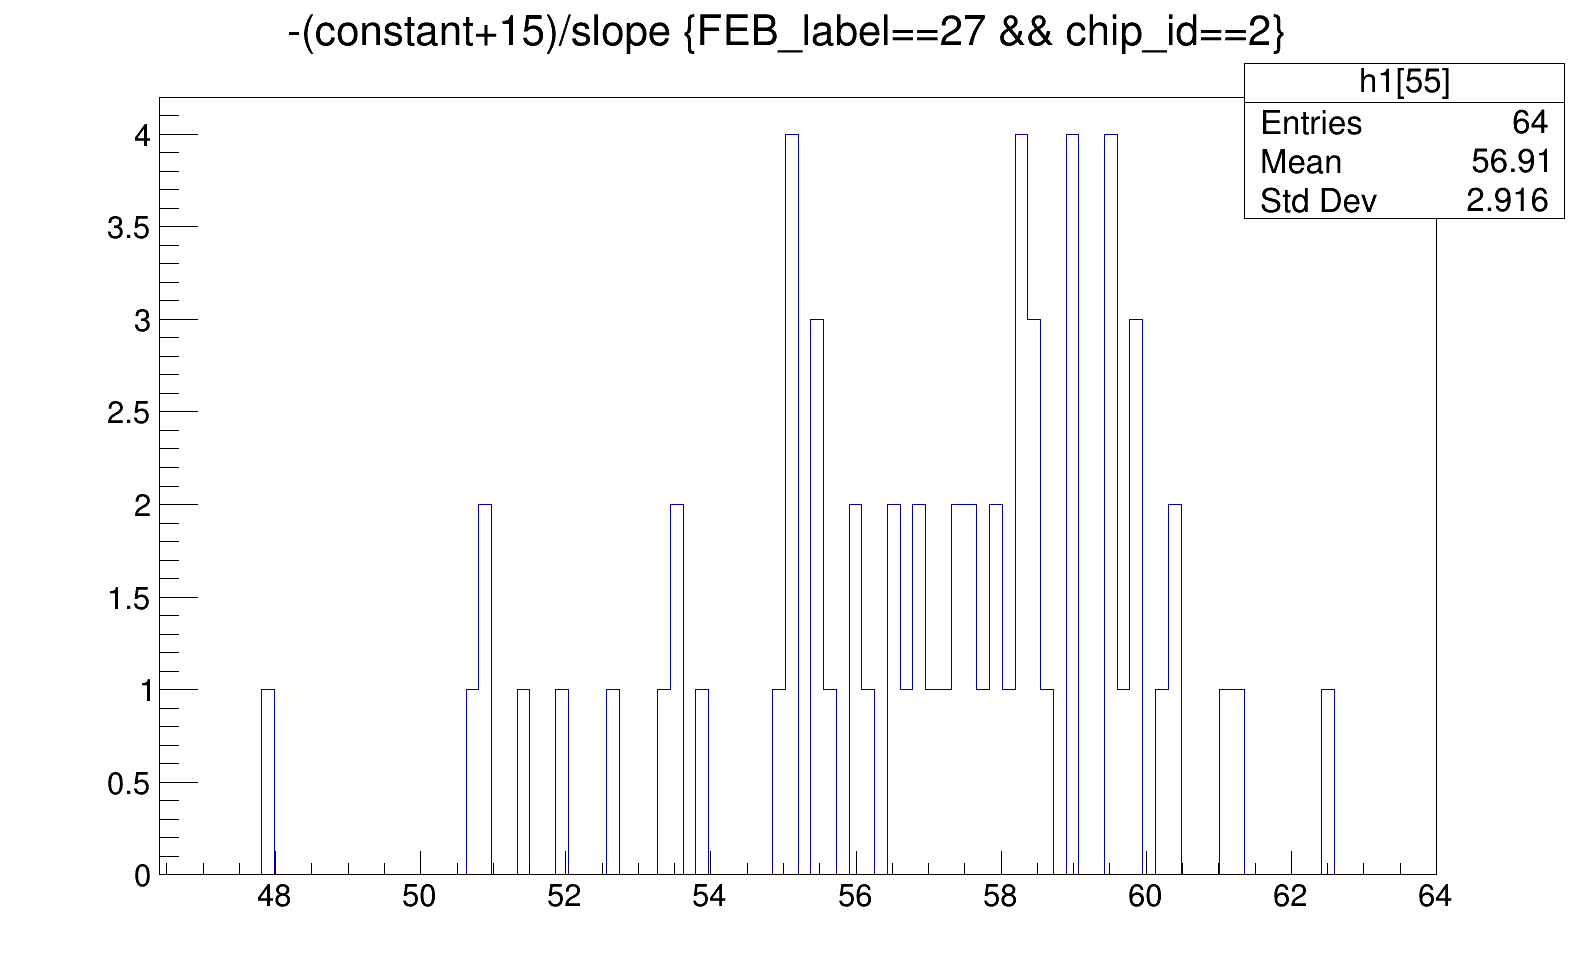 -(constant+15)/slope {FEB_label==27 && chip_id==2}
h1[55]
Entries 64
Mean 56.91
Std Dev 2.916
4
3.5
3
2.5
2
1.5
1
0.5
0
48 50 52 54 56 58 60 62 64